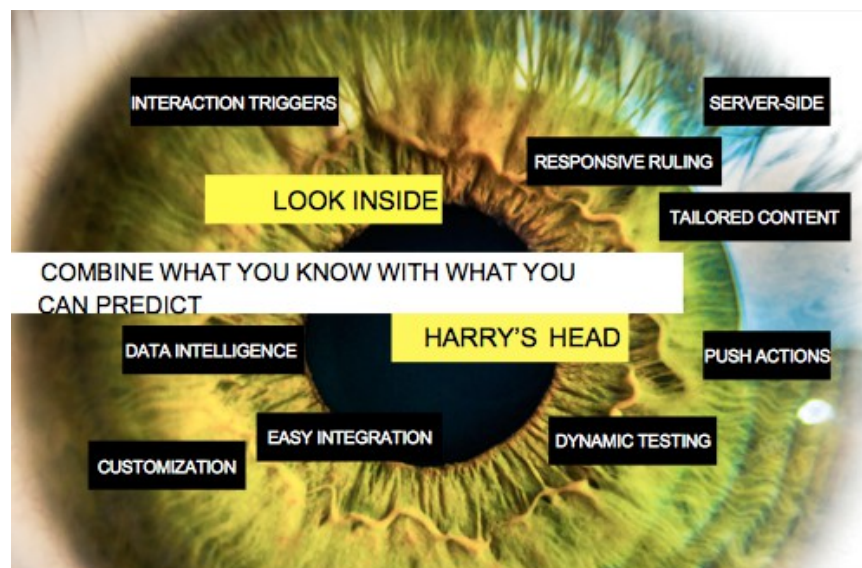 INTERACTION TRIGGERS
SERVER-SIDE
RESPONSIVE RULING
LOOK INSIDE
TAILORED CONTENT
COMBINE WHAT YOU KNOW WITH WHAT YOU
CAN PREDICT
HARRY'S HEAD
DATA INTELLIGENCE
PUSH ACTIONS
EASY INTEGRATION
DYNAMIC TESTING
CUSTOMIZATION